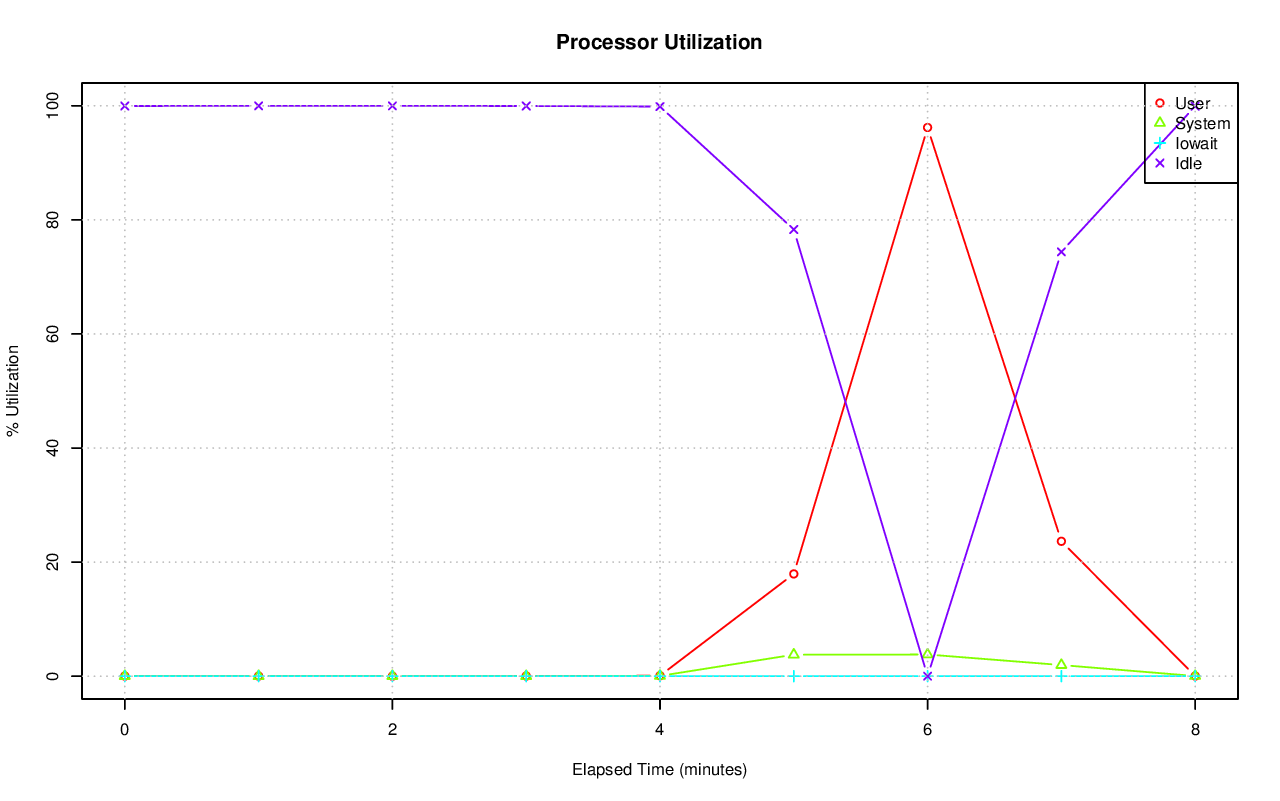 Processor Utilization
100
80
60
40
20
0
% Utilization
User
System
Iowait
Idle
0 2 4 6 8
Elapsed Time (minutes)